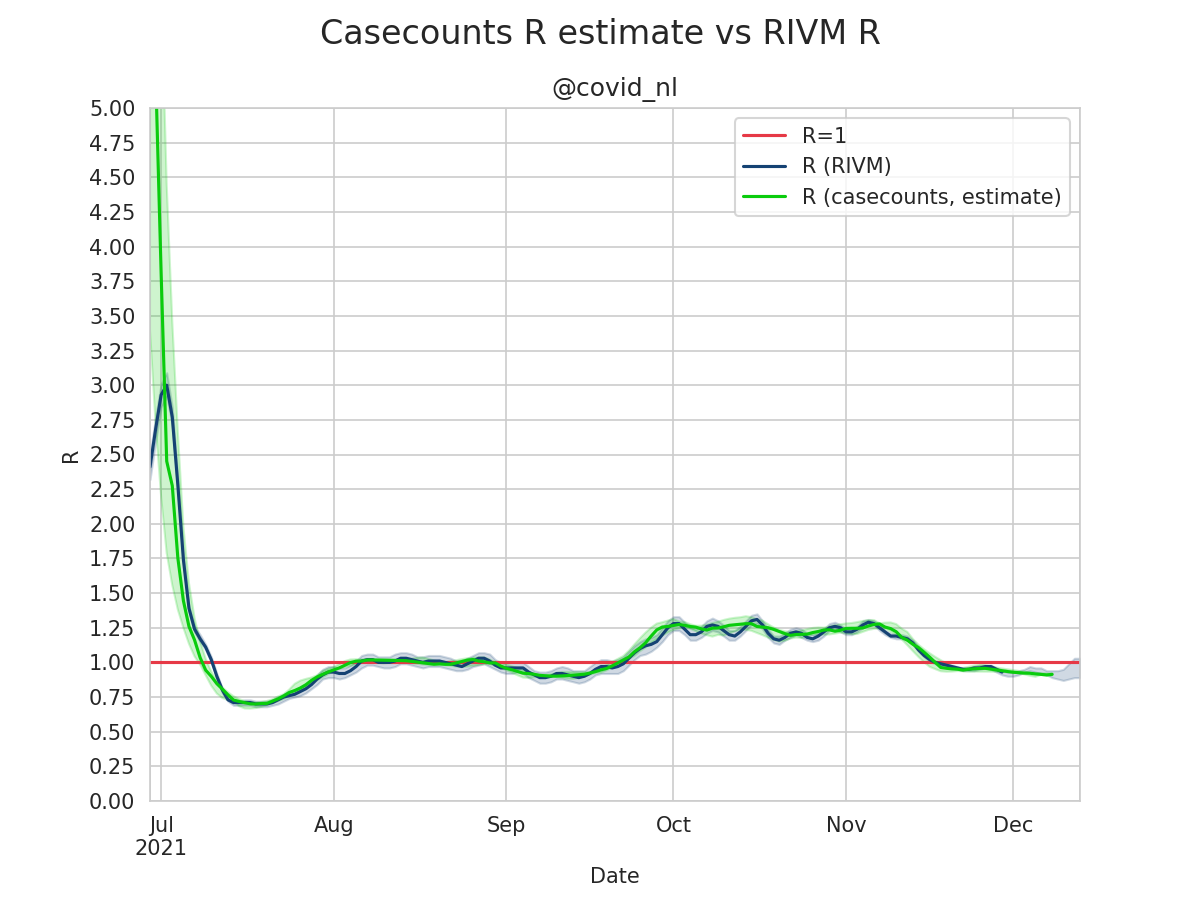 Casecounts R estimate vs RIVM R
@covid_nl
R=1
R (RIVM)
R (casecounts, estimate)
5.00
4.75
4.50
4.25
4.00
3.75
3.50
3.25
3.00
2.75
2.50
2.25
2.00
1.75
1.50
1.25
1.00
0.75
0.50
0.25
0.00
R
Jul Aug Sep Oct Nov Dec
2021
Date